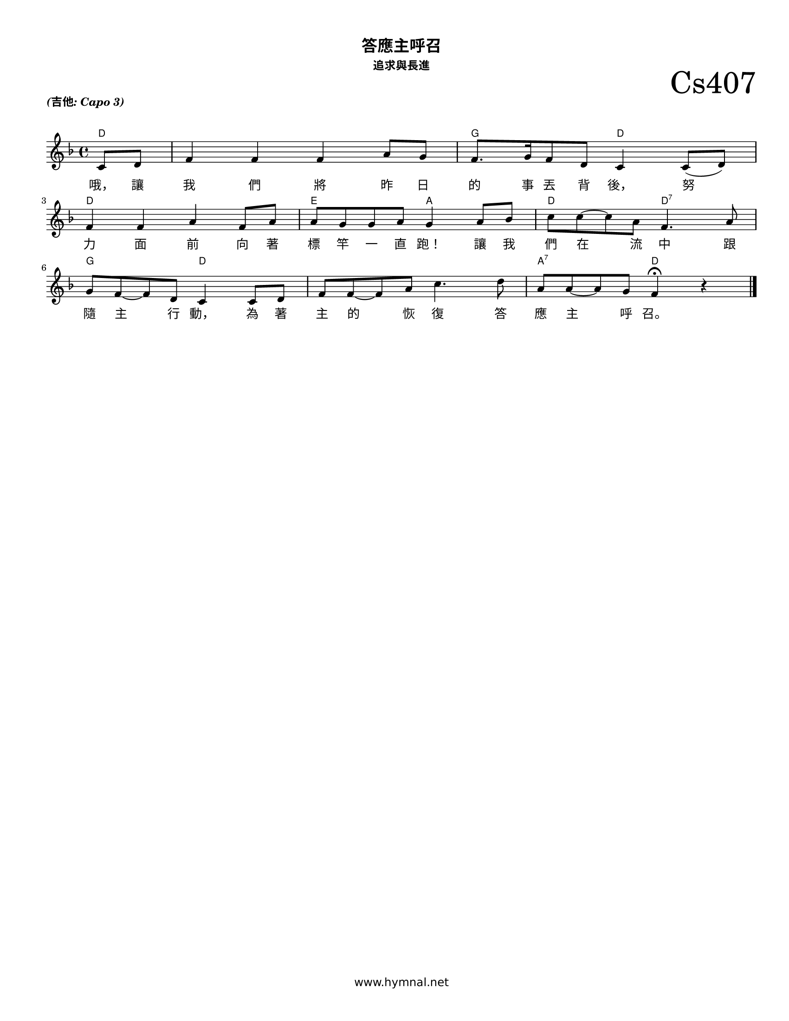 答應主呼召
追求與長進
Cs407
(吉他: Capo 3)
D G D
哦， 讓 我 們 將 昨 日 的 事 丟 背 後， 努
3 D E A D D7
力 面 前 向 著 標 竿 一 直 跑！ 讓 我 們 在 流 中 跟
6 G D A7 D
隨 主 行 動， 為 著 主 的 恢 復 答 應 主 呼 召。
www.hymnal.net